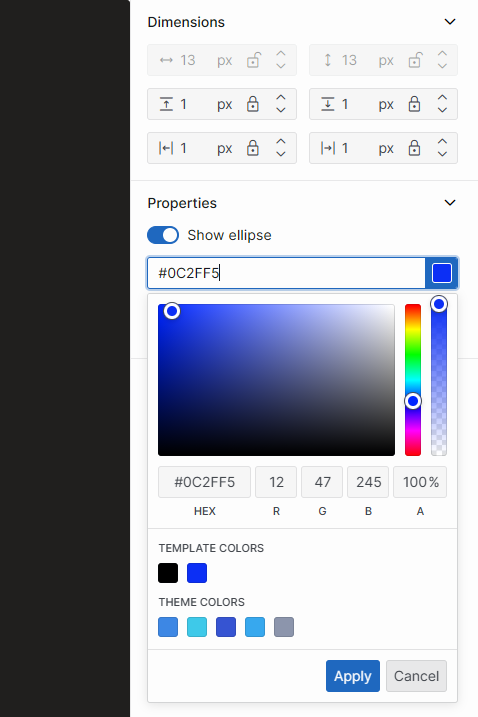 Dimensions
13 px 13 px
1 px 1 px
1 px 1 px
Properties
Show ellipse
#0C2FF5
#0C2FF5 12 47 245 100%
HEX R G B A
TEMPLATE COLORS
THEME COLORS
Apply Cancel